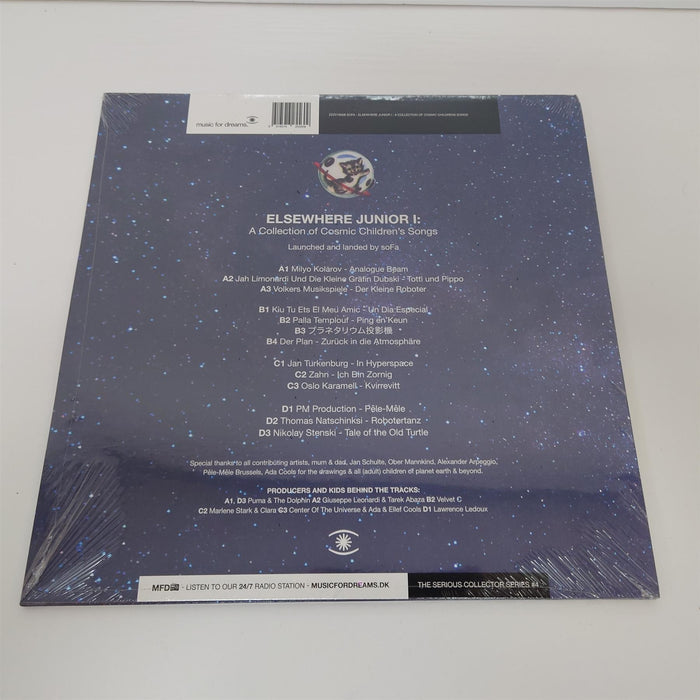 music for dreams.
ELSEWHERE JUNIOR I:
A Collection of Cosmic Children's Songs
Launched and landed by soFa
A1 Milyo Kolarov - Analogue Beam
A2 Jah Limonardi Und Die Kleine Gräfin Dubski - Totti und Pippo
A3 Volkers Musikspiele - Der Kleine Roboter
B1 Kiu Tu Ets El Meu Amic - Un Dia Especial
B2 Palla Templouf - Ping en Keun
B3 プラネタリウム投影機
B4 Der Plan - Zurück in die Atmosphäre
C1 Jan Türkenburg - In Hyperspace
C2 Zahn - Ich Bin Zornig
C3 Oslo Karamell - Kvirrevitt
D1 PM Production - Pêle-Mêle
D2 Thomas Natschinksi - Robotertanz
D3 Nikolay Stenski - Tale of the Old Turtle
Special thanks to all contributing artists, mum & dad, Jan Schulte, Ober Mannkind, Alexander Arpeggio,
Pêle-Mêle Brussels, Ada Cools for the drawings & all (adult) children of planet earth & beyond.
PRODUCERS AND KIDS BEHIND THE TRACKS:
A1, D3 Puma & The Dolphin A2 Giuseppe Leonardi & Tarek Abaza B2 Velvet C
C2 Marlene Stark & Clara C3 Center Of The Universe & Ada & Ellef Cools D1 Lawrence Ledoux
MFD - LISTEN TO OUR 24/7 RADIO STATION - MUSICFORDREAMS.DK
THE SERIOUS COLLECTOR SERIES #4